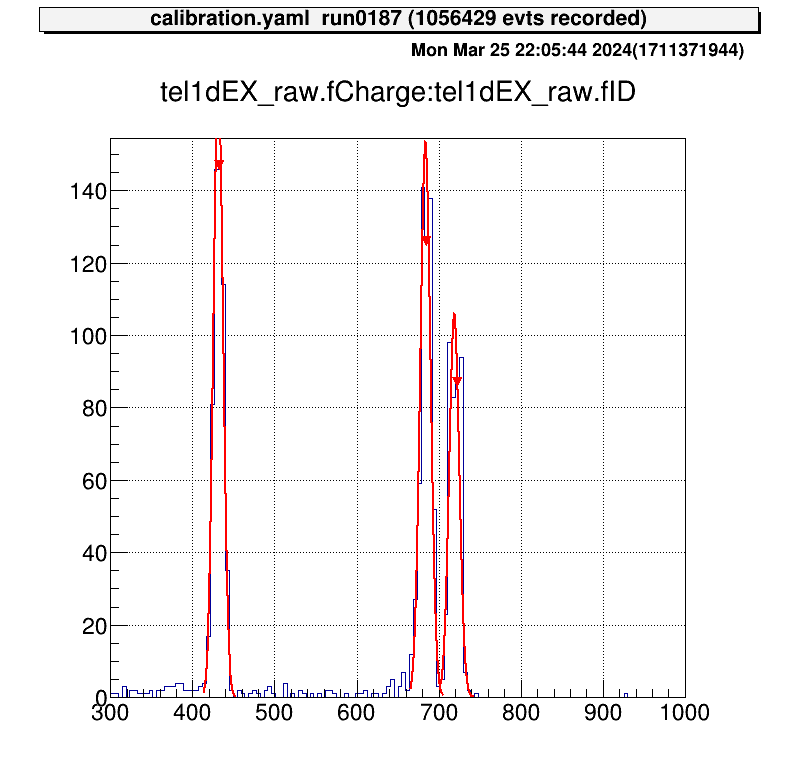 calibration.yaml  run0187 (1056429 evts recorded)
Mon Mar 25 22:05:44 2024(1711371944)
tel1dEX_raw.fCharge:tel1dEX_raw.fID
140
120
100
80
60
40
20
0
300 400 500 600 700 800 900 1000